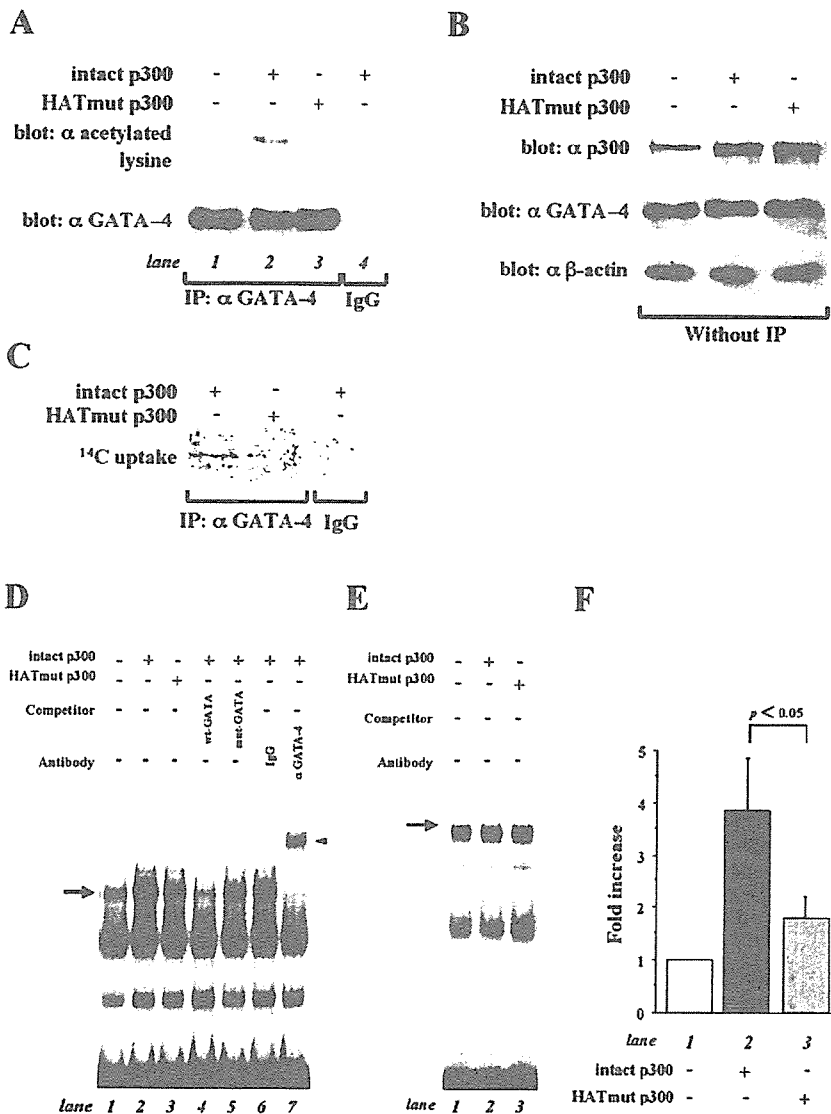 A
intact p300 - + - +
HATmut p300 - - + -
blot: α acetylated
lysine
blot: α GATA-4
lane 1 2 3 4
IP: α GATA-4 IgG
B
intact p300 - + -
HATmut p300 - - +
blot: α p300
blot: α GATA-4
blot: α β-actin
Without IP
C
intact p300 + - +
HATmut p300 - + -
¹⁴C uptake
IP: α GATA-4 IgG
D
intact p300 - + - + + + +
HATmut p300 - - + - - - -
Competitor - - - wt-GATA mut-GATA - -
Antibody - - - - - IgG α GATA-4
lane 1 2 3 4 5 6 7
E
intact p300 - + -
HATmut p300 - - +
Competitor - - -
Antibody - - -
lane 1 2 3
F
p < 0.05
Fold increase
5
4
3
2
1
0
lane 1 2 3
intact p300 - + -
HATmut p300 - - +